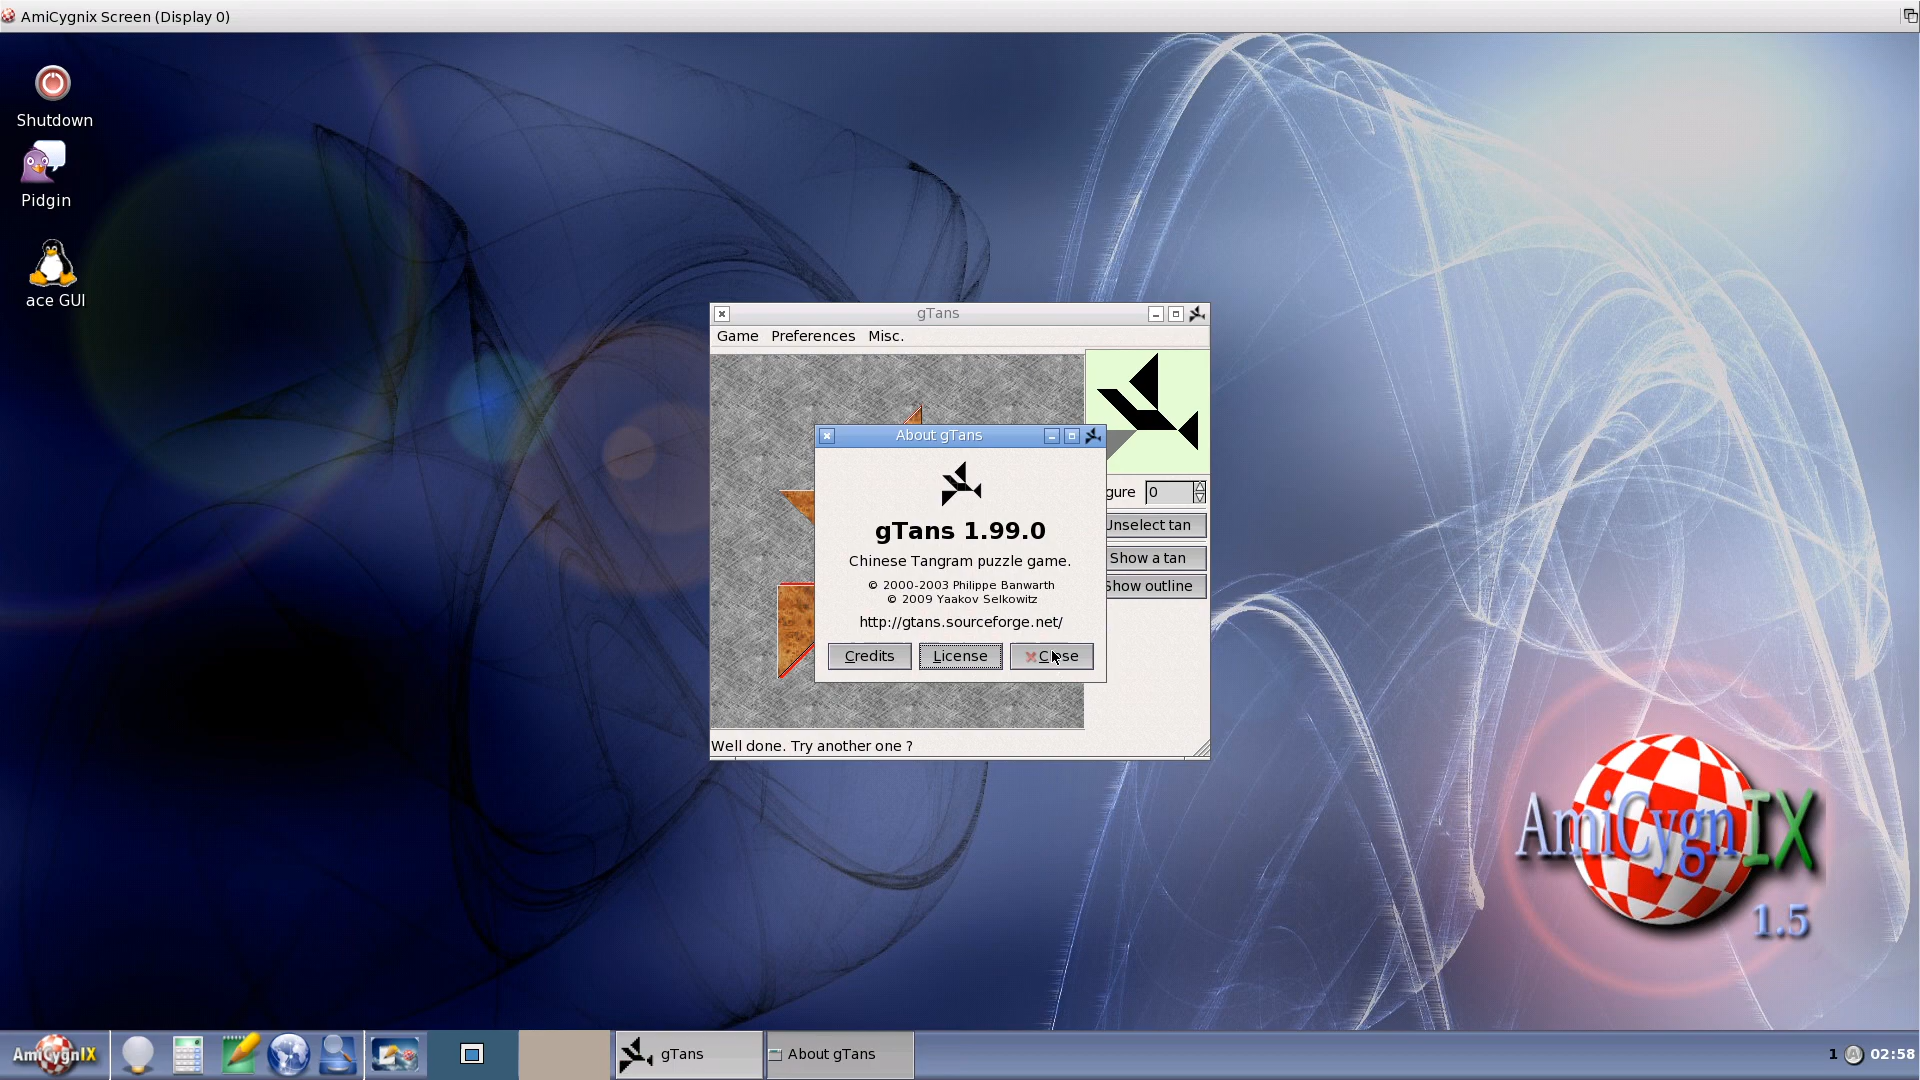 AmiCygnix Screen (Display 0)
Shutdown
Pidgin
ace GUI
gTans
Game Preferences Misc.
About gTans
gTans 1.99.0
Chinese Tangram puzzle game.
© 2000-2003 Philippe Banwarth
© 2009 Yaakov Selkowitz
http://gtans.sourceforge.net/
Credits License Close
gure 0
Unselect tan
Show a tan
Show outline
Well done. Try another one ?
AmiCygnIX
1.5
AmiCygnIX
gTans
About gTans
1
02:58